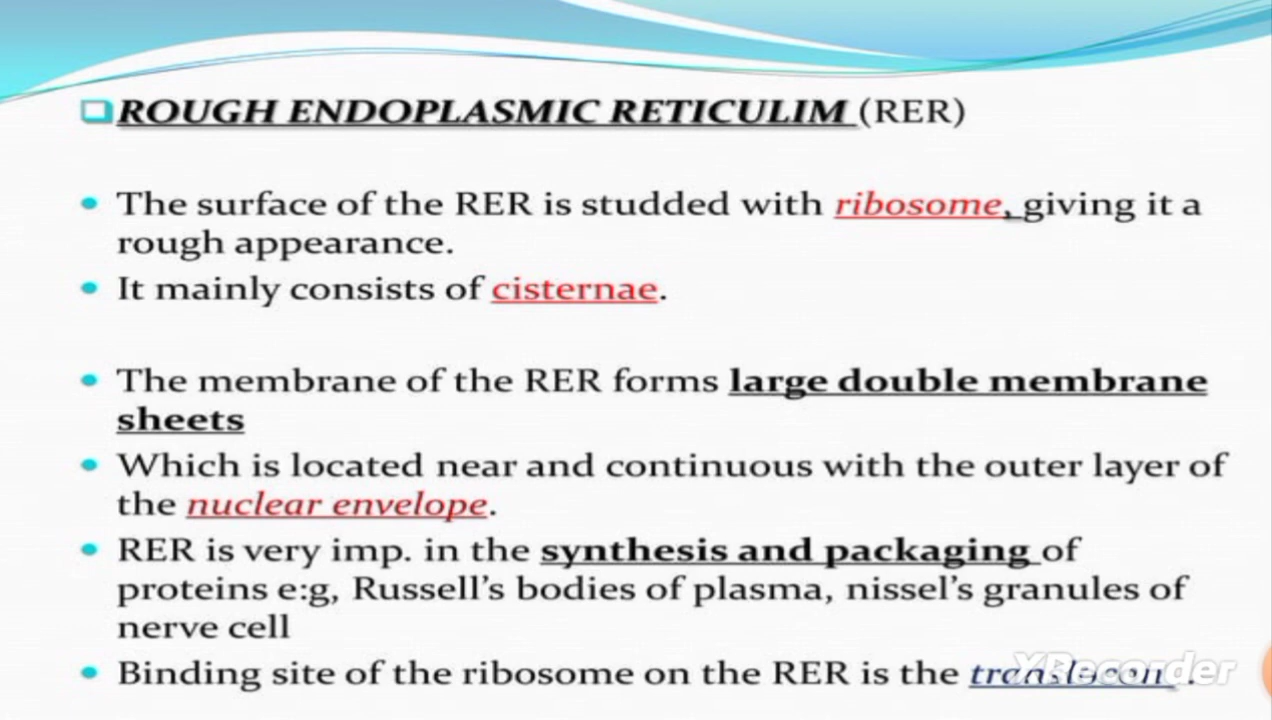 ROUGH ENDOPLASMIC RETICULIM (RER)
The surface of the RER is studded with ribosome, giving it a
rough appearance.
It mainly consists of cisternae.
The membrane of the RER forms large double membrane
sheets
Which is located near and continuous with the outer layer of
the nuclear envelope.
RER is very imp. in the synthesis and packaging of
proteins e:g, Russell's bodies of plasma, nissel's granules of
nerve cell
Binding site of the ribosome on the RER is the translocon.
XRecorder